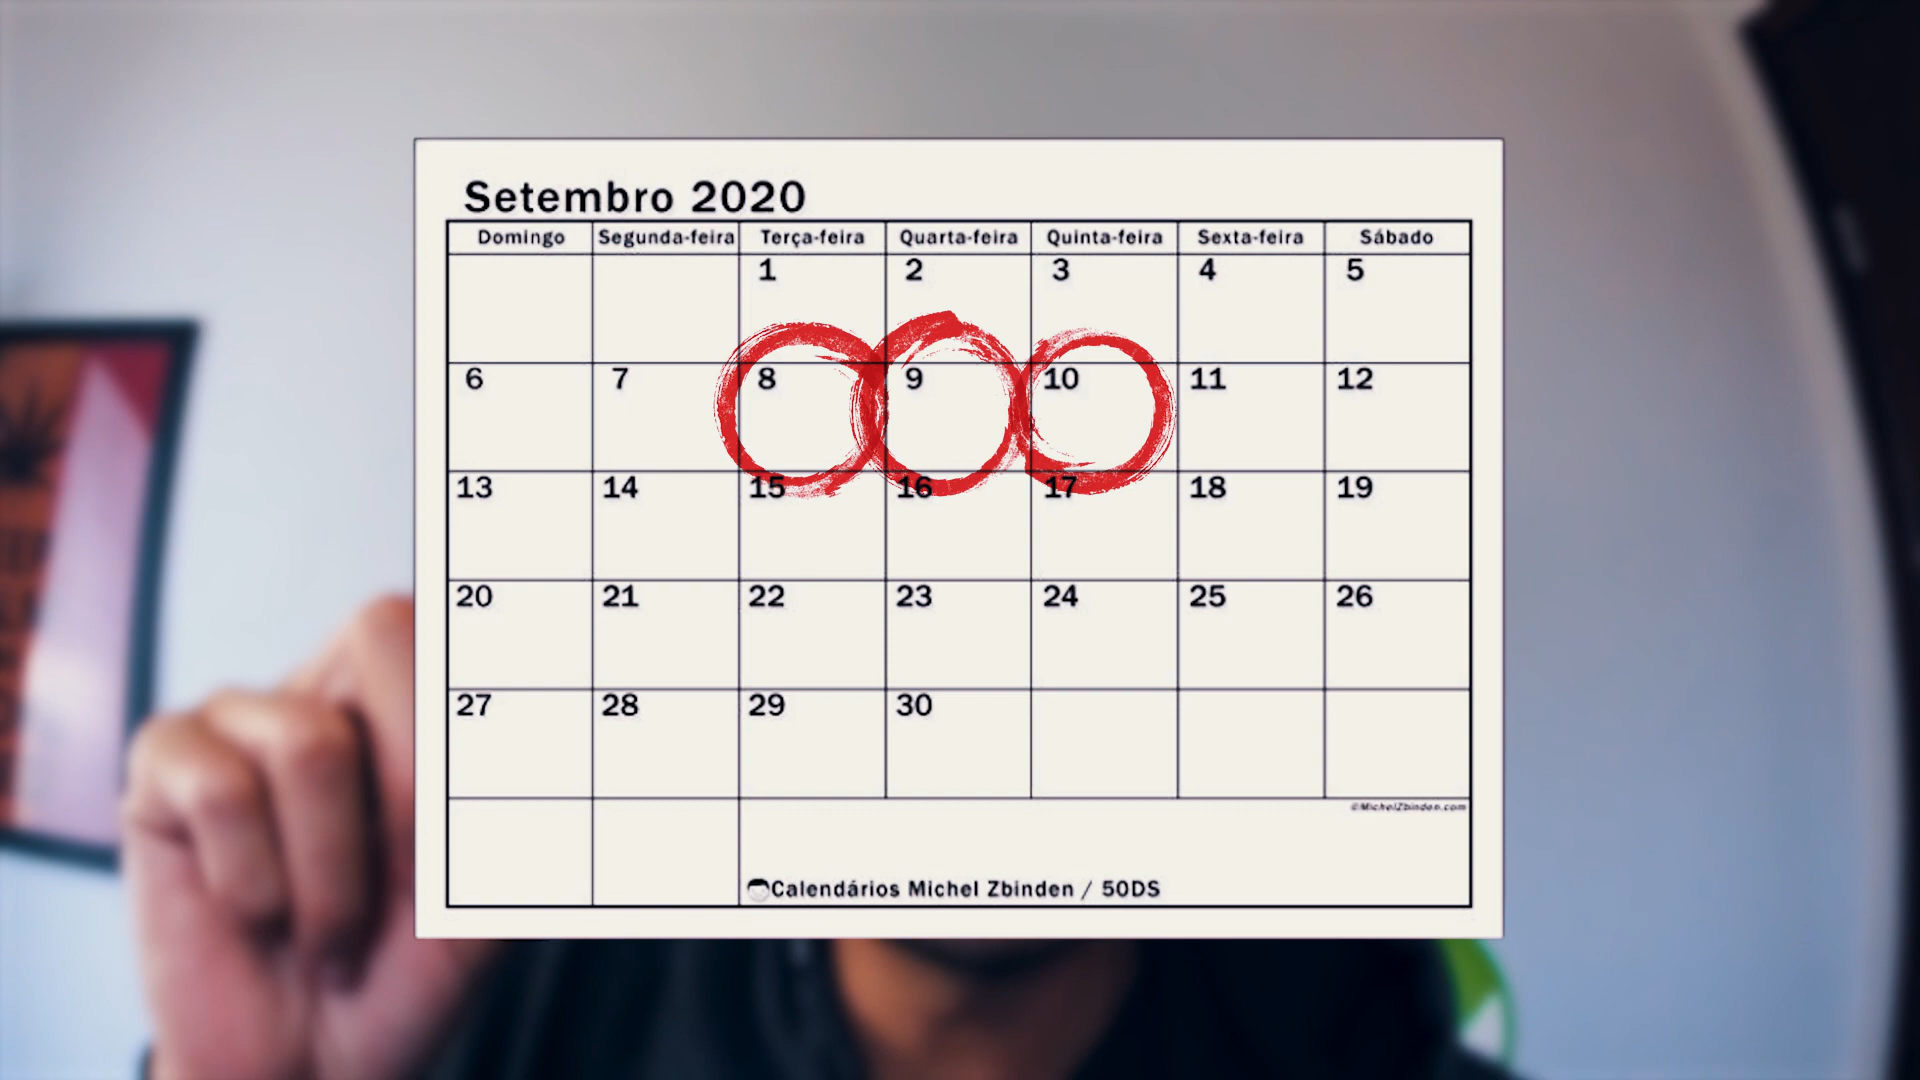 Setembro 2020
Domingo Segunda-feira Terça-feira Quarta-feira Quinta-feira Sexta-feira Sábado
1 2 3 4 5
6 7 8 9 10 11 12
13 14 15 16 17 18 19
20 21 22 23 24 25 26
27 28 29 30
©MichelZbinden.com
Calendários Michel Zbinden / 50DS